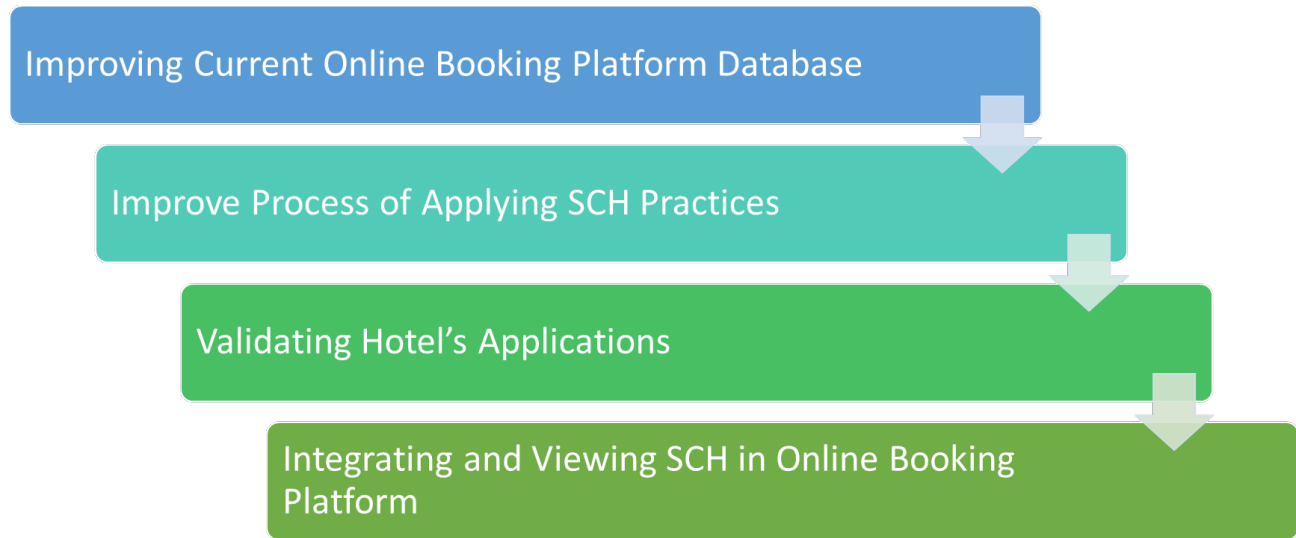 Improving Current Online Booking Platform Database
Improve Process of Applying SCH Practices
Validating Hotel’s Applications
Integrating and Viewing SCH in Online Booking
Platform